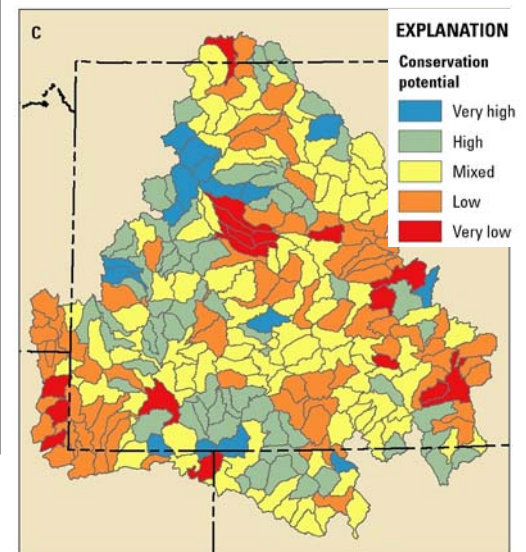 C
EXPLANATION
Conservation
potential
Very high
High
Mixed
Low
Very low